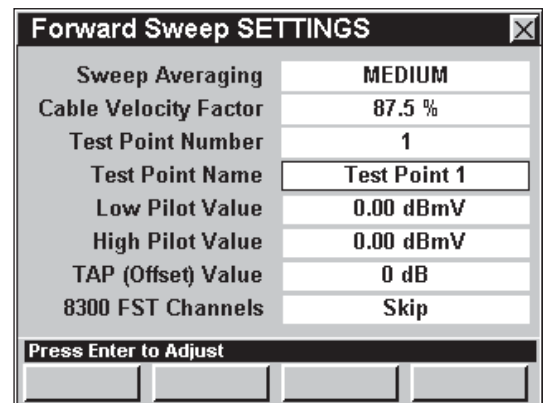 Forward Sweep SETTINGS
Sweep Averaging MEDIUM
Cable Velocity Factor 87.5 %
Test Point Number 1
Test Point Name Test Point 1
Low Pilot Value 0.00 dBmV
High Pilot Value 0.00 dBmV
TAP (Offset) Value 0 dB
8300 FST Channels Skip
Press Enter to Adjust